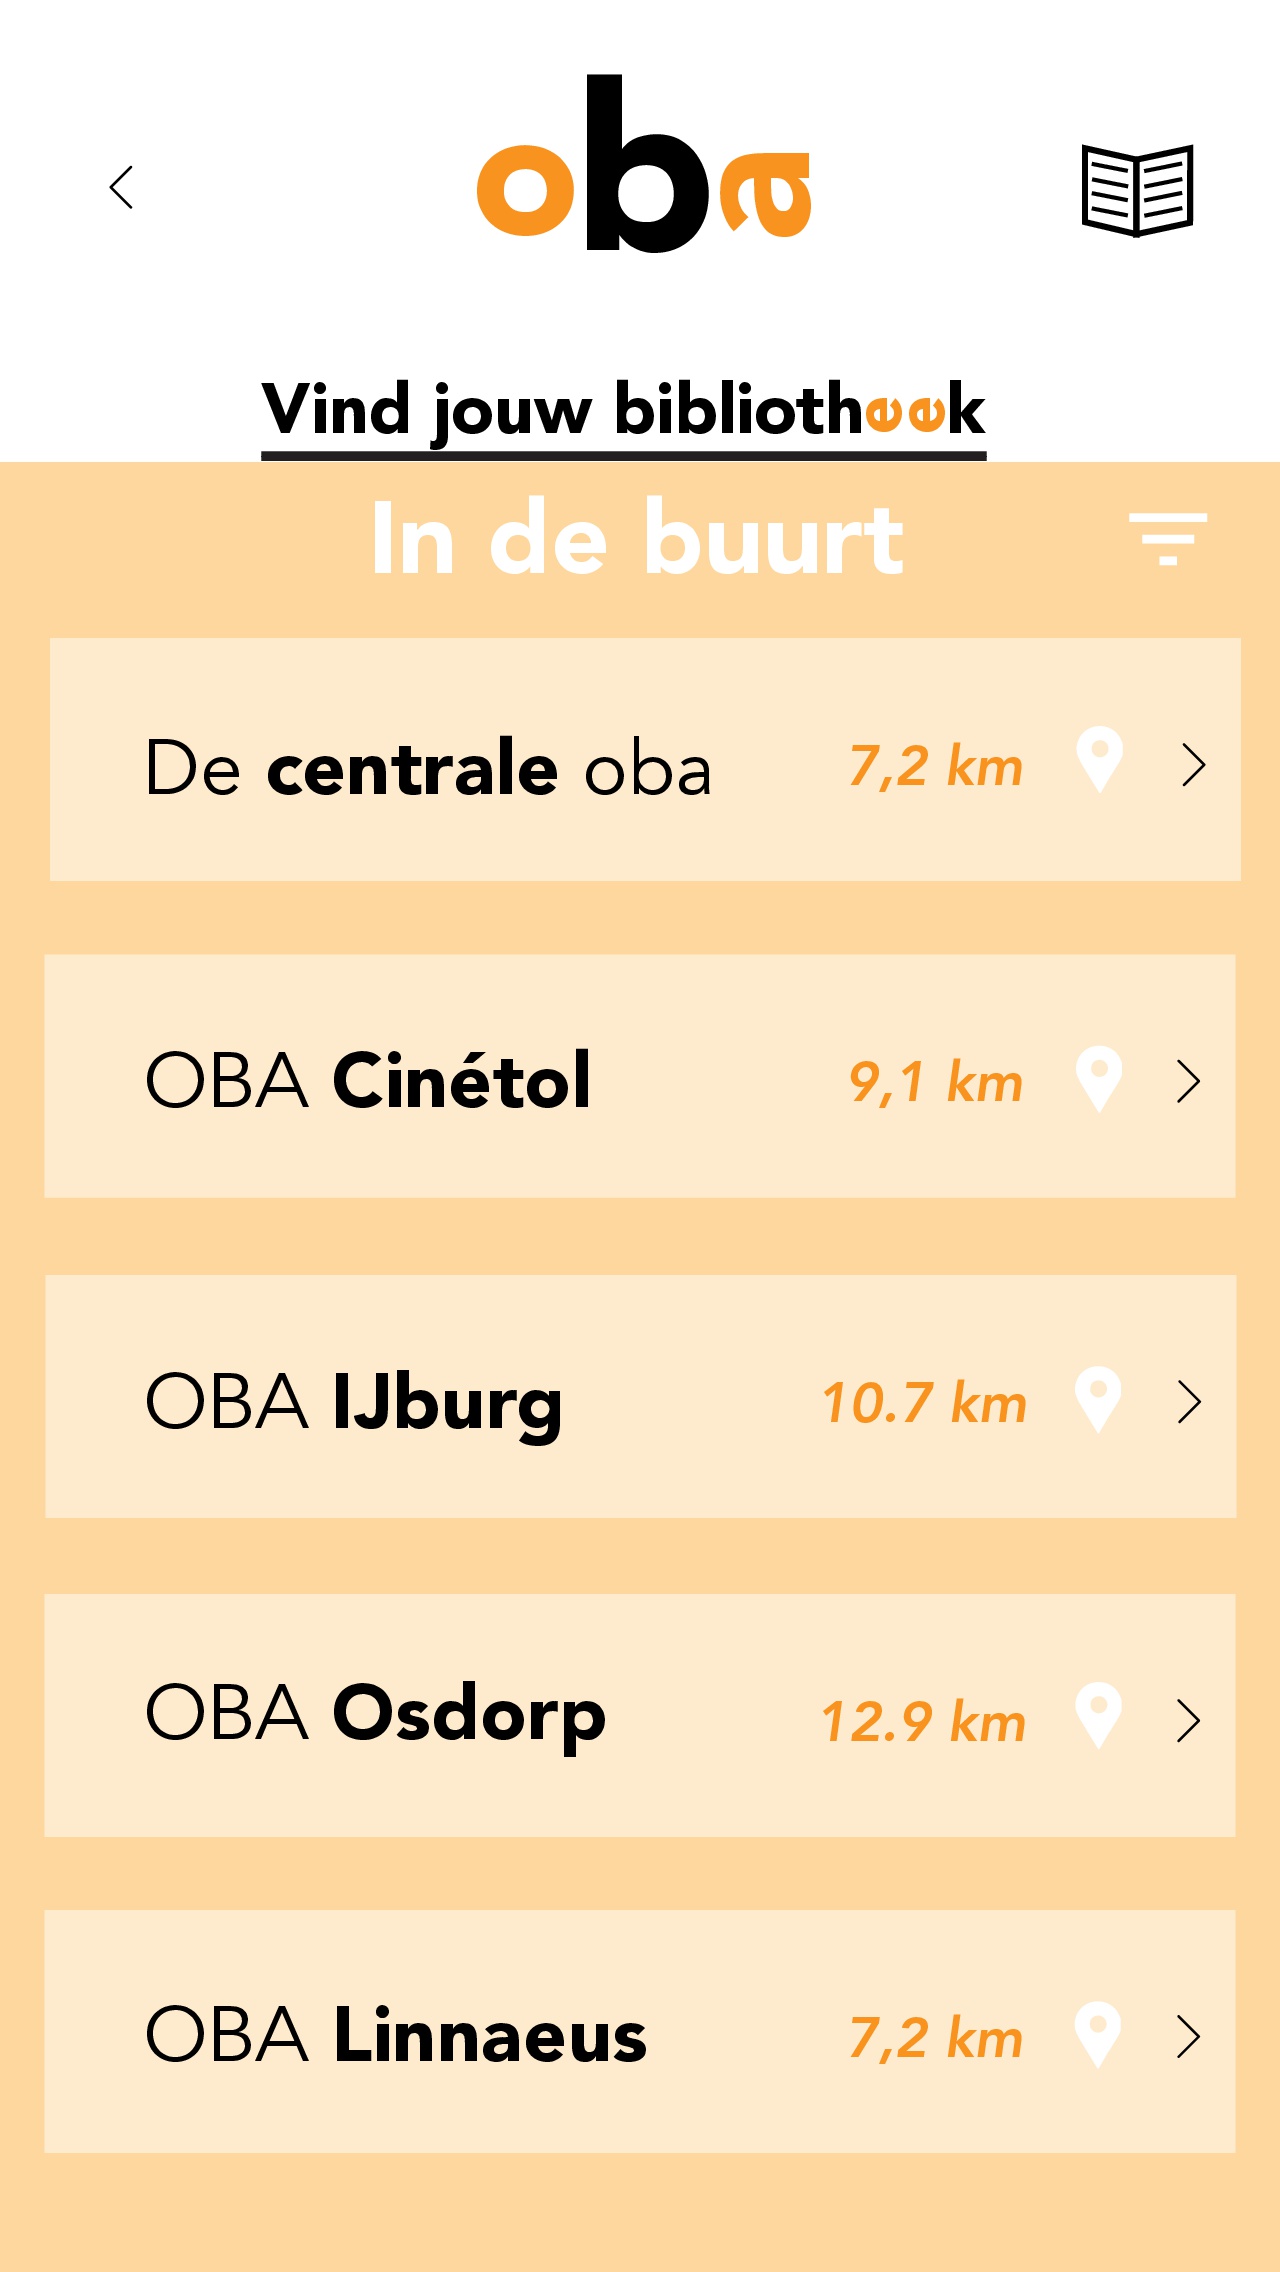 oba
Vind jouw bibliotheek
In de buurt
De centrale oba 7,2 km
OBA Cinétol 9,1 km
OBA IJburg 10.7 km
OBA Osdorp 12.9 km
OBA Linnaeus 7,2 km